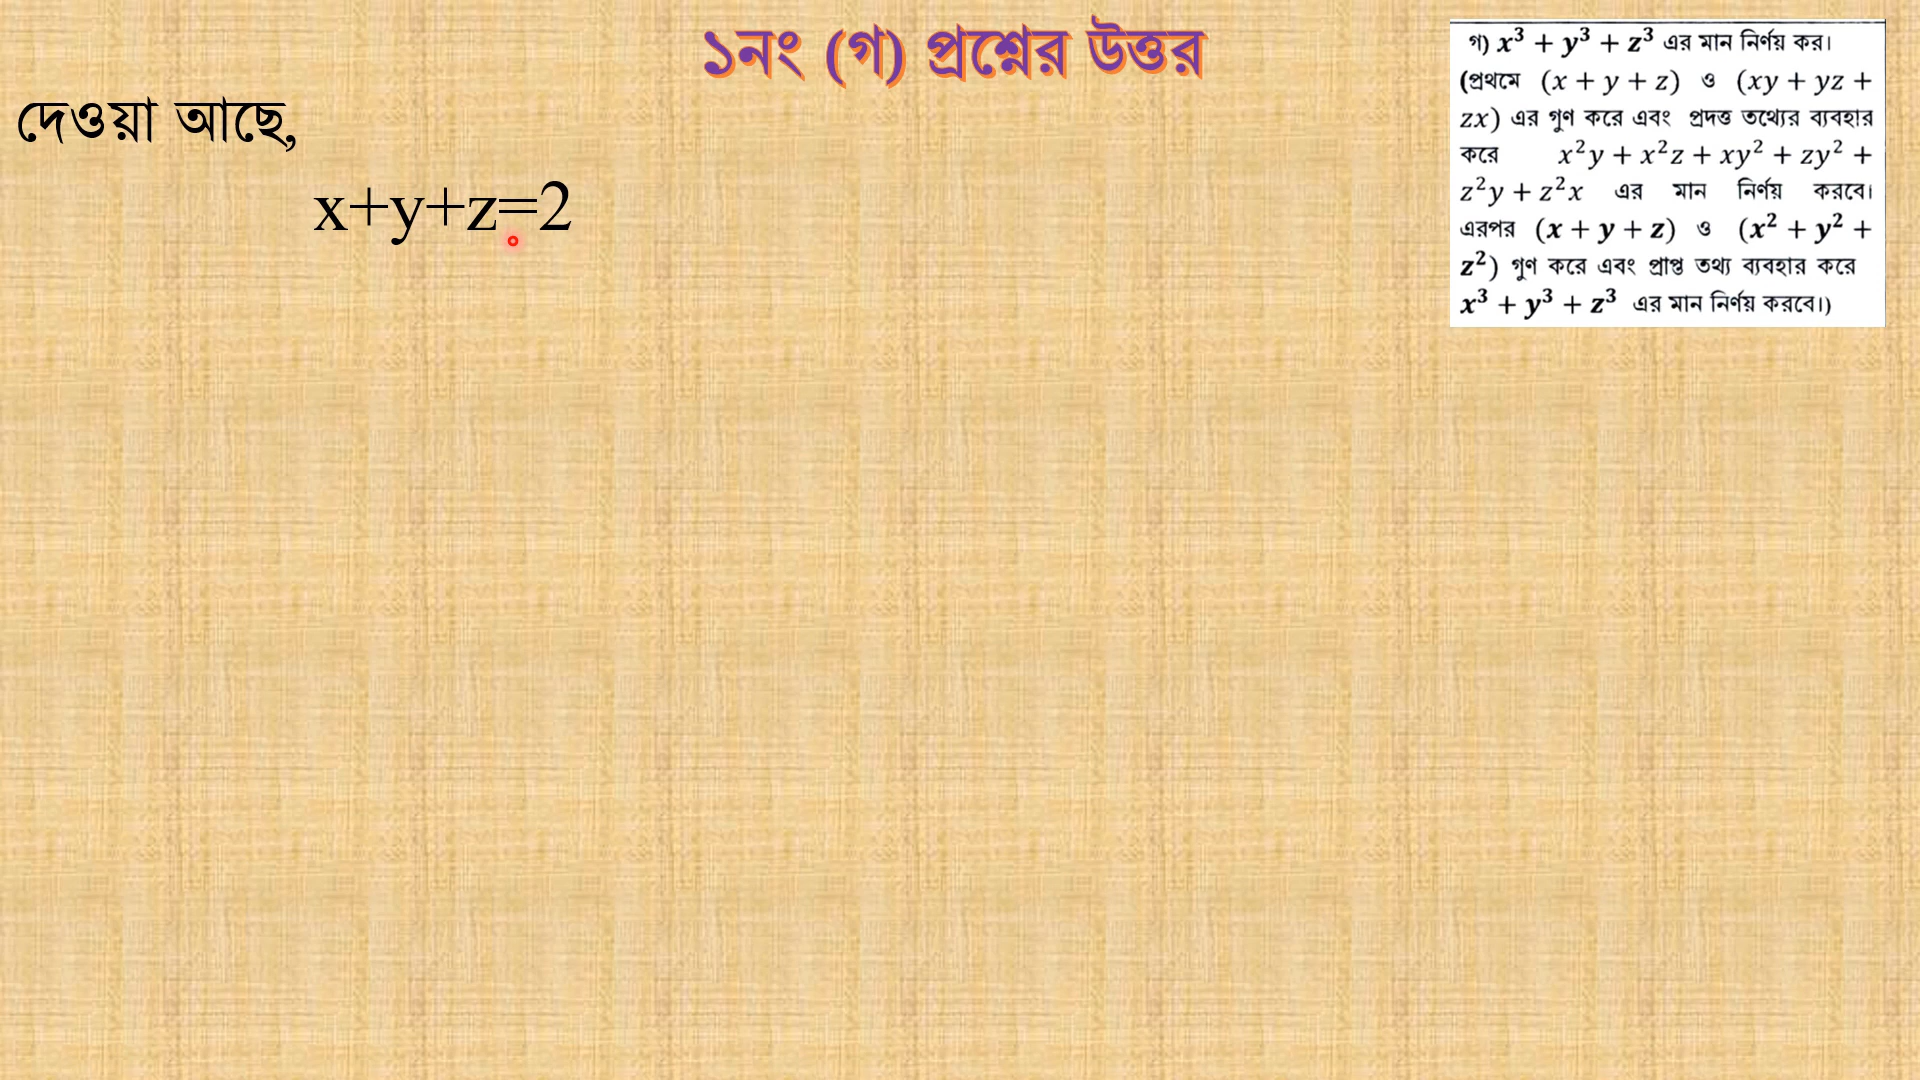 ১নং (গ) প্রশ্নের উত্তর
দেওয়া আছে,
x+y+z=2
গ) x³ + y³ + z³ এর মান নির্ণয় কর।
(প্রথমে (x + y + z) ও (xy + yz +
zx) এর গুণ করে এবং প্রদত্ত তথ্যের ব্যবহার
করে x²y + x²z + xy² + zy² +
z²y + z²x এর মান নির্ণয় করবে।
এরপর (x + y + z) ও (x² + y² +
z²) গুণ করে এবং প্রাপ্ত তথ্য ব্যবহার করে
x³ + y³ + z³ এর মান নির্ণয় করবে।)